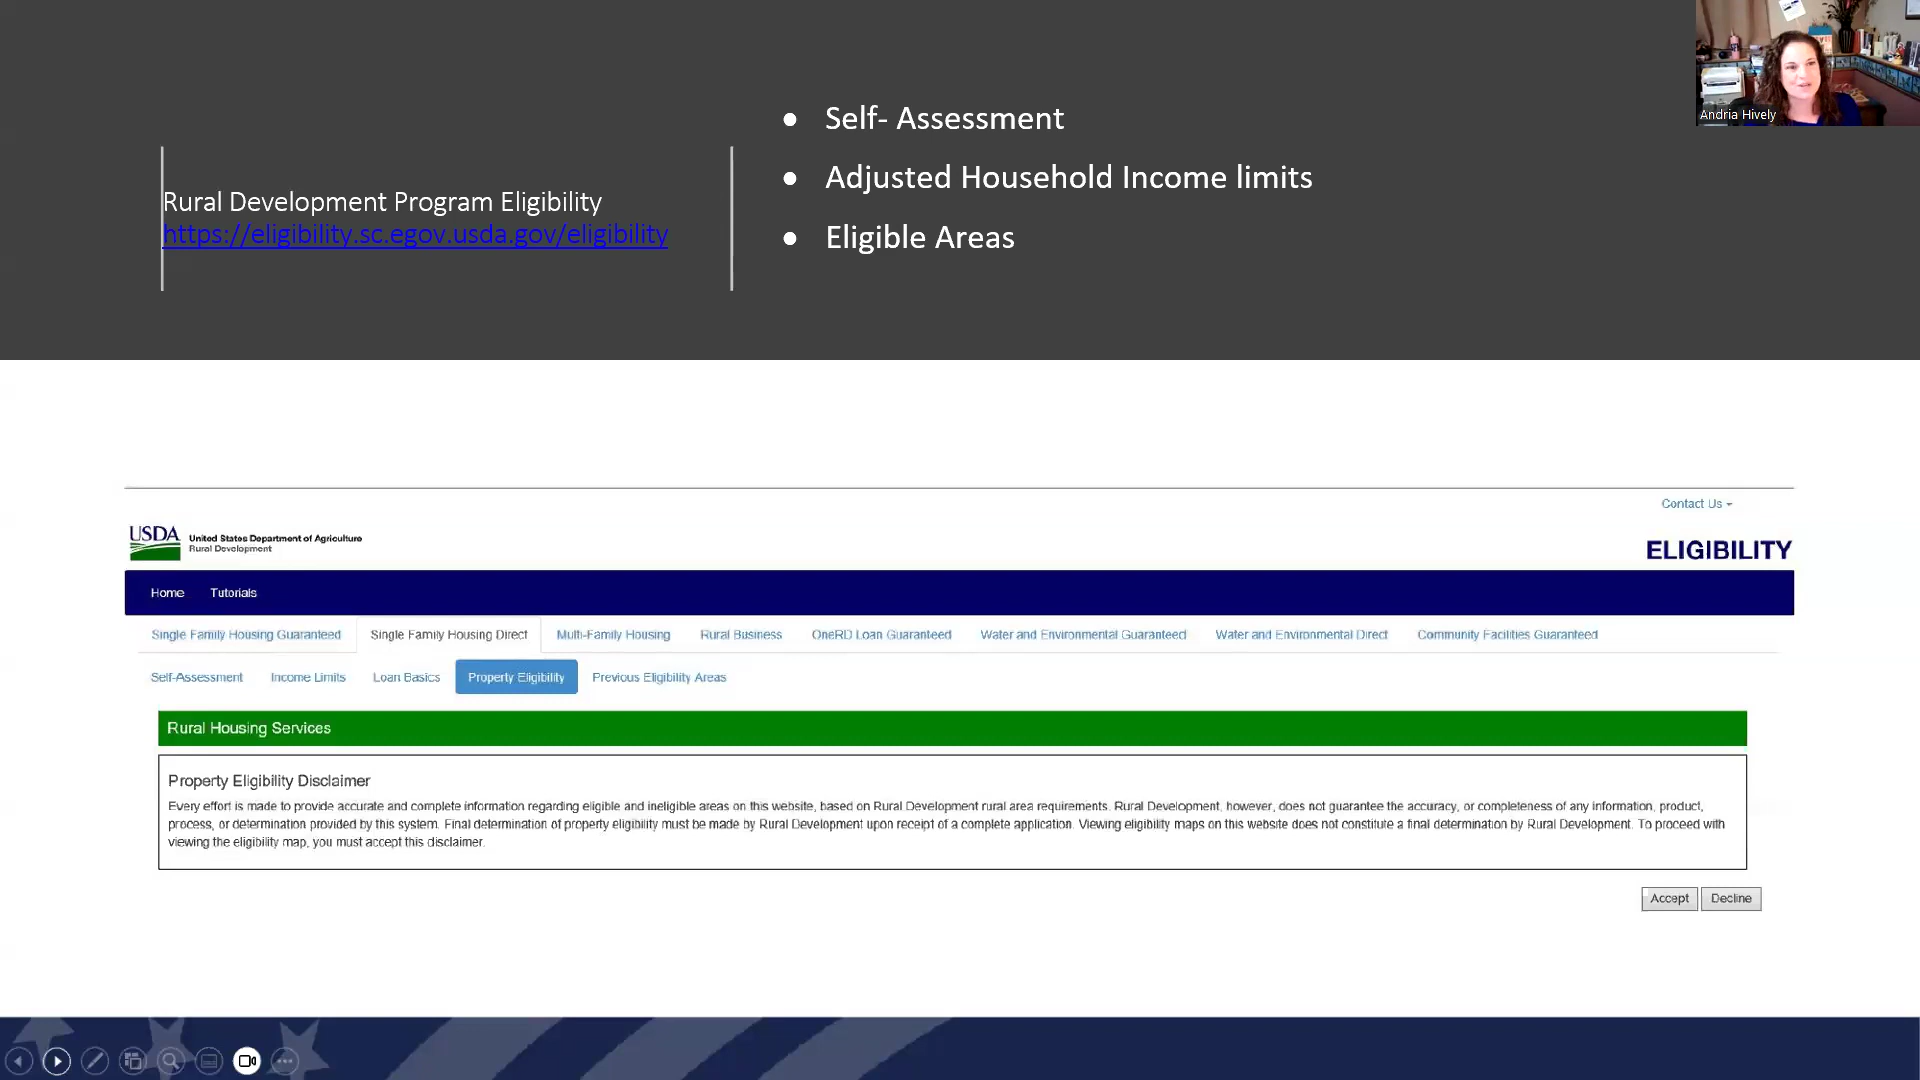 Rural Development Program Eligibility
https://eligibility.sc.egov.usda.gov/eligibility
● Self- Assessment
● Adjusted Household Income limits
● Eligible Areas
Andria Hively
Contact Us
USDA United States Department of Agriculture
Rural Development
ELIGIBILITY
Home Tutorials
Single Family Housing Guaranteed Single Family Housing Direct Multi-Family Housing Rural Business OneRD Loan Guaranteed Water and Environmental Guaranteed Water and Environmental Direct Community Facilities Guaranteed
Self-Assessment Income Limits Loan Basics Property Eligibility Previous Eligibility Areas
Rural Housing Services
Property Eligibility Disclaimer
Every effort is made to provide accurate and complete information regarding eligible and ineligible areas on this website, based on Rural Development rural area requirements. Rural Development, however, does not guarantee the accuracy, or completeness of any information, product,
process, or determination provided by this system. Final determination of property eligibility must be made by Rural Development upon receipt of a complete application. Viewing eligibility maps on this website does not constitute a final determination by Rural Development. To proceed with
viewing the eligibility map, you must accept this disclaimer.
Accept Decline